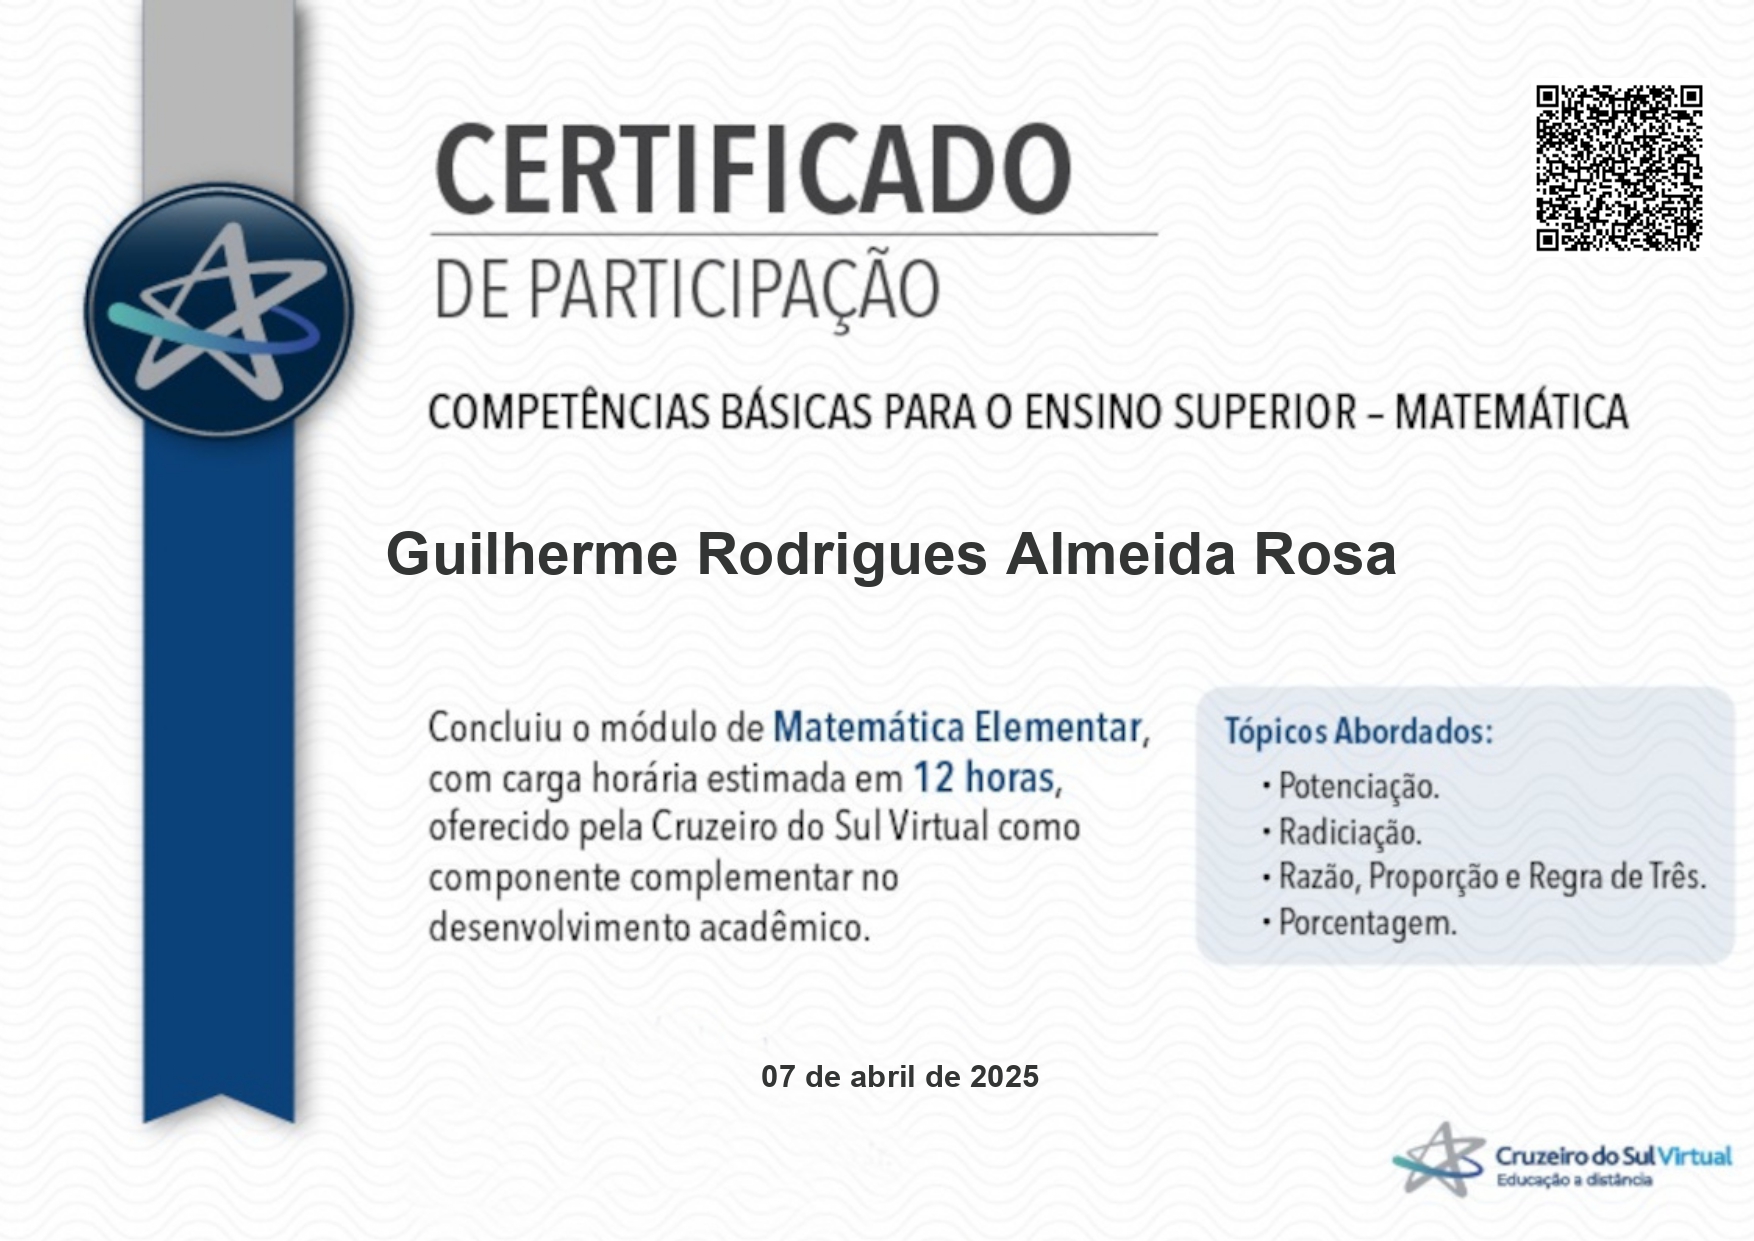 CERTIFICADO
DE PARTICIPAÇÃO
COMPETÊNCIAS BÁSICAS PARA O ENSINO SUPERIOR – MATEMÁTICA
Guilherme Rodrigues Almeida Rosa
Concluiu o módulo de Matemática Elementar,
com carga horária estimada em 12 horas,
oferecido pela Cruzeiro do Sul Virtual como
componente complementar no
desenvolvimento acadêmico.
Tópicos Abordados:
• Potenciação.
• Radiciação.
• Razão, Proporção e Regra de Três.
• Porcentagem.
07 de abril de 2025
Cruzeiro do Sul Virtual
Educação a distância